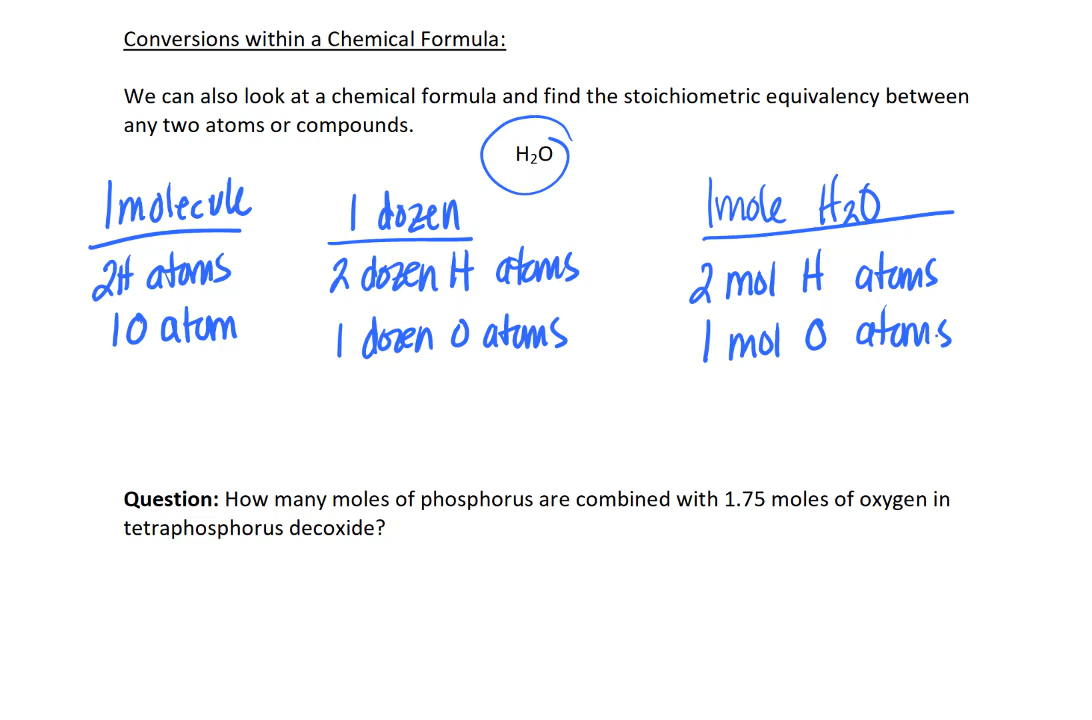 Conversions within a Chemical Formula:
We can also look at a chemical formula and find the stoichiometric equivalency between
any two atoms or compounds.
H₂O
1 molecule
2H atoms
1O atom
1 dozen
2 dozen H atoms
1 dozen O atoms
1 mole H₂O
2 mol H atoms
1 mol O atoms
Question: How many moles of phosphorus are combined with 1.75 moles of oxygen in
tetraphosphorus decoxide?